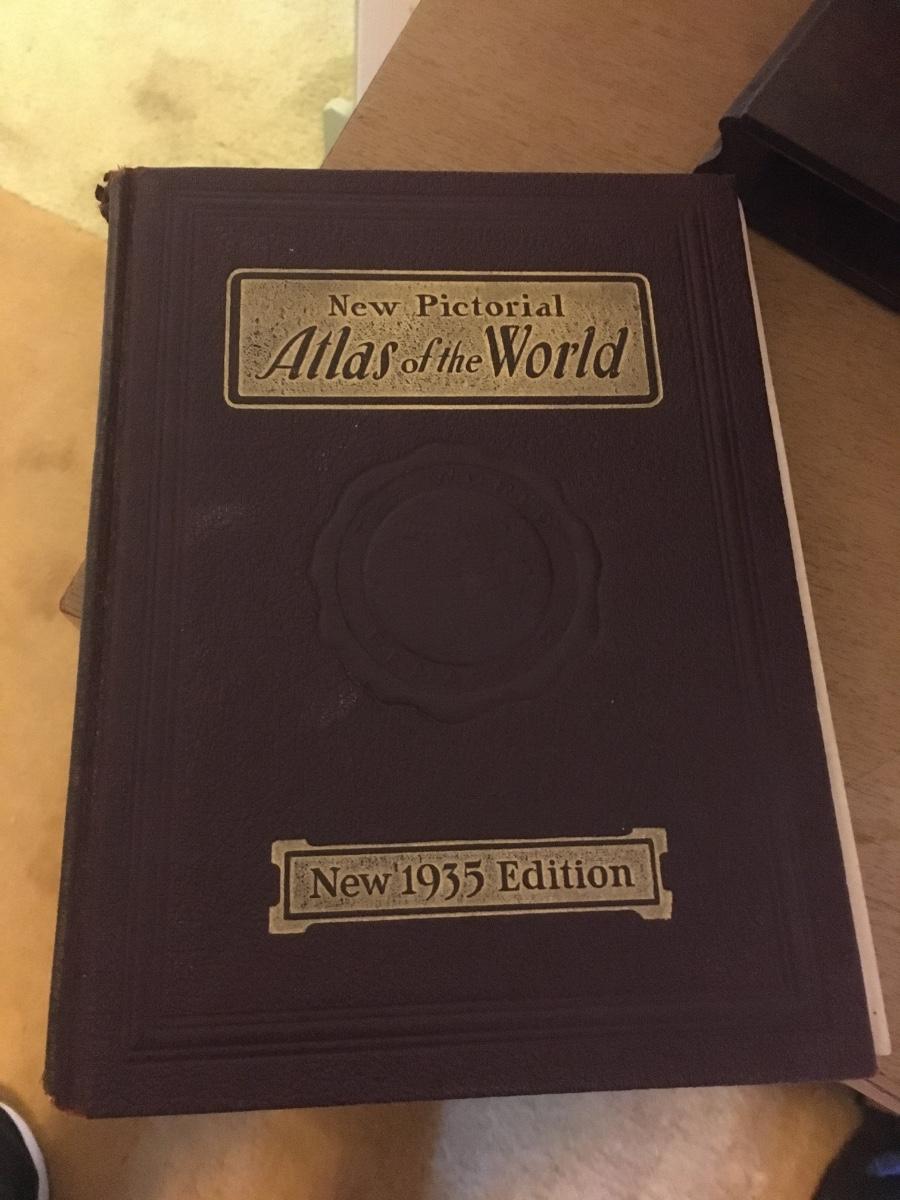 New Pictorial
Atlas of the World
New 1935 Edition